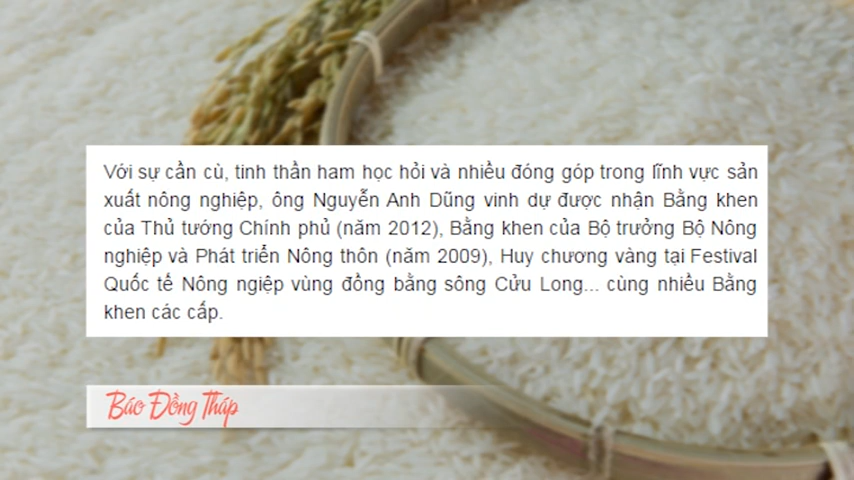 Với sự cần cù, tinh thần ham học hỏi và nhiều đóng góp trong lĩnh vực sản
xuất nông nghiệp, ông Nguyễn Anh Dũng vinh dự được nhận Bằng khen
của Thủ tướng Chính phủ (năm 2012), Bằng khen của Bộ trưởng Bộ Nông
nghiệp và Phát triển Nông thôn (năm 2009), Huy chương vàng tại Festival
Quốc tế Nông ngiệp vùng đồng bằng sông Cửu Long... cùng nhiều Bằng
khen các cấp.
Báo Đồng Tháp